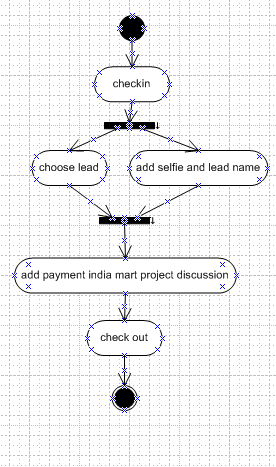 checkin
choose lead
add selfie and lead name
add payment india mart project discussion
check out